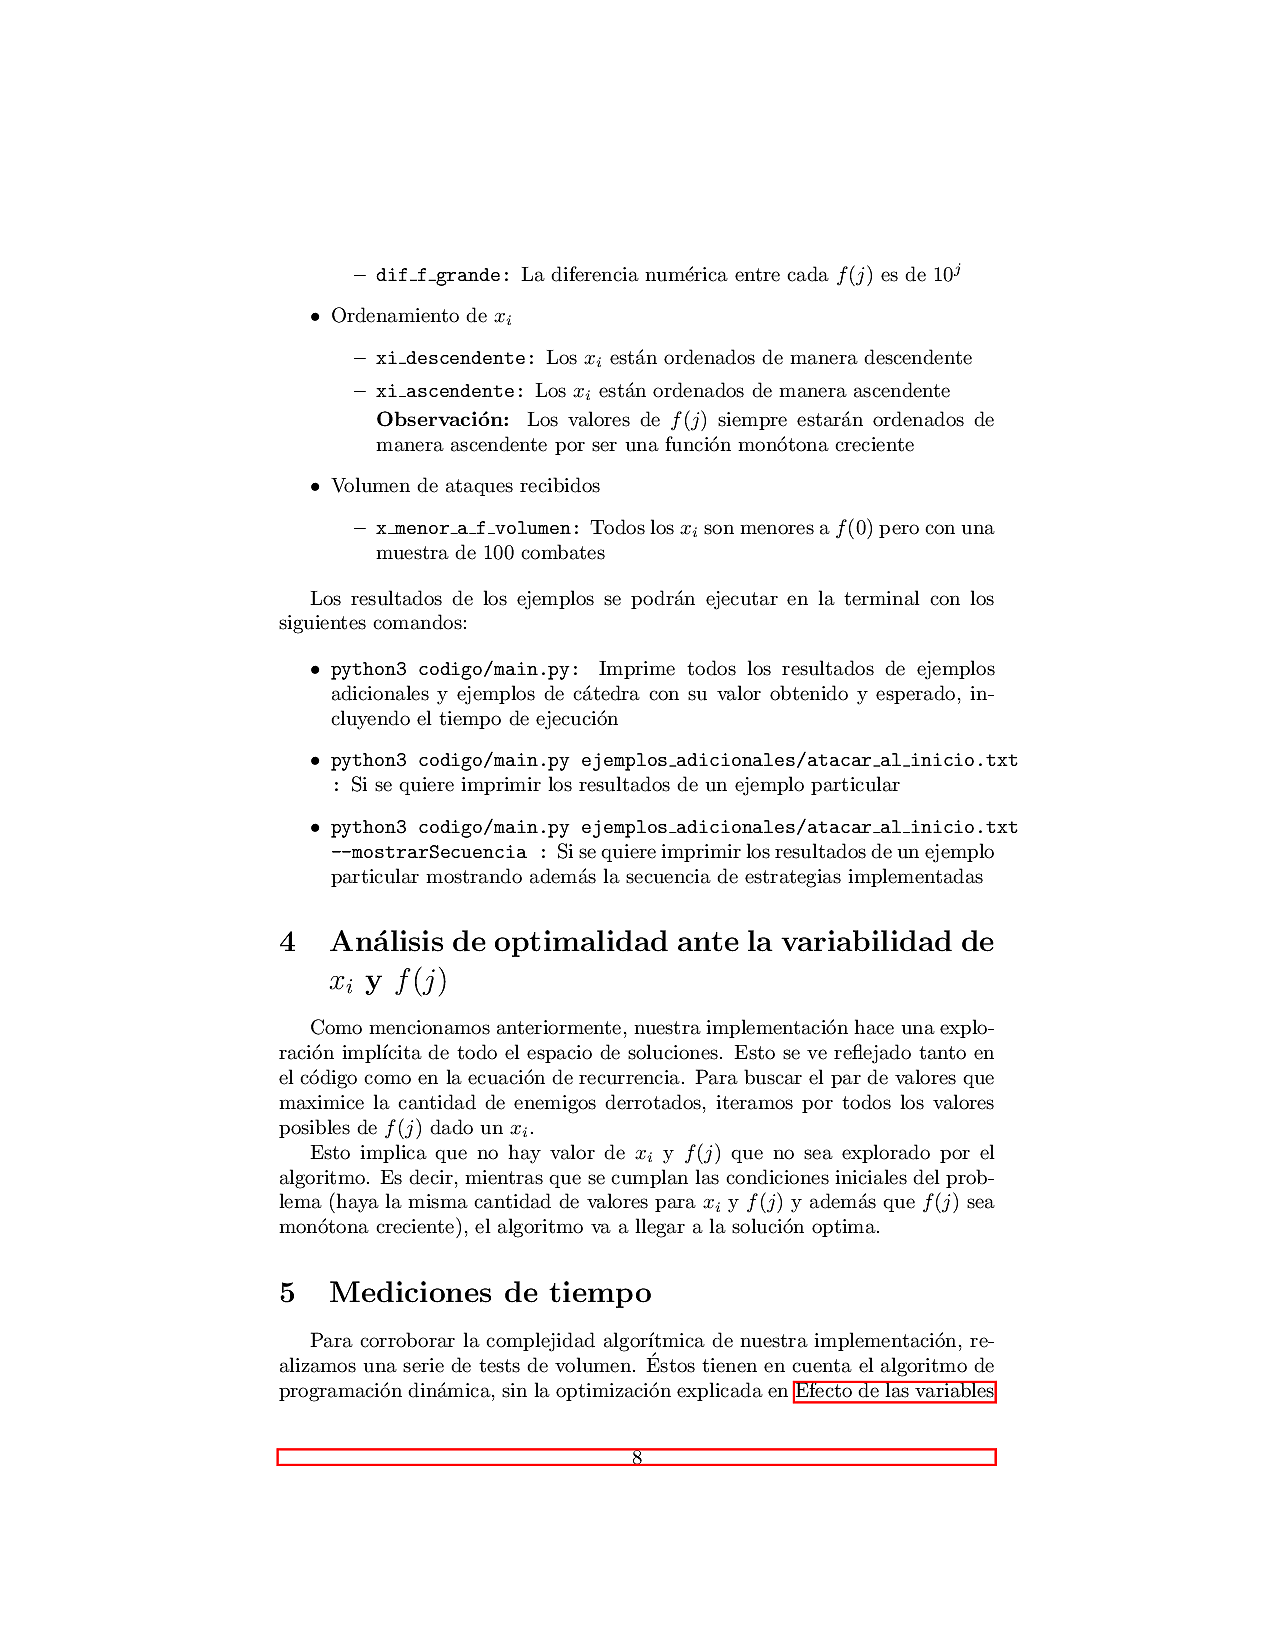 – dif_f_grande: La diferencia numérica entre cada f(j) es de 10^j
• Ordenamiento de x_i
– xi_descendente: Los x_i están ordenados de manera descendente
– xi_ascendente: Los x_i están ordenados de manera ascendente
Observación: Los valores de f(j) siempre estarán ordenados de
manera ascendente por ser una función monótona creciente
• Volumen de ataques recibidos
– x_menor_a_f_volumen: Todos los x_i son menores a f(0) pero con una
muestra de 100 combates
Los resultados de los ejemplos se podrán ejecutar en la terminal con los
siguientes comandos:
• python3 codigo/main.py: Imprime todos los resultados de ejemplos
adicionales y ejemplos de cátedra con su valor obtenido y esperado, in-
cluyendo el tiempo de ejecución
• python3 codigo/main.py ejemplos_adicionales/atacar_al_inicio.txt
: Si se quiere imprimir los resultados de un ejemplo particular
• python3 codigo/main.py ejemplos_adicionales/atacar_al_inicio.txt
--mostrarSecuencia : Si se quiere imprimir los resultados de un ejemplo
particular mostrando además la secuencia de estrategias implementadas
4 Análisis de optimalidad ante la variabilidad de
x_i y f(j)
Como mencionamos anteriormente, nuestra implementación hace una explo-
ración implícita de todo el espacio de soluciones. Esto se ve reflejado tanto en
el código como en la ecuación de recurrencia. Para buscar el par de valores que
maximice la cantidad de enemigos derrotados, iteramos por todos los valores
posibles de f(j) dado un x_i.
Esto implica que no hay valor de x_i y f(j) que no sea explorado por el
algoritmo. Es decir, mientras que se cumplan las condiciones iniciales del prob-
lema (haya la misma cantidad de valores para x_i y f(j) y además que f(j) sea
monótona creciente), el algoritmo va a llegar a la solución optima.
5 Mediciones de tiempo
Para corroborar la complejidad algorítmica de nuestra implementación, re-
alizamos una serie de tests de volumen. Éstos tienen en cuenta el algoritmo de
programación dinámica, sin la optimización explicada en Efecto de las variables
8